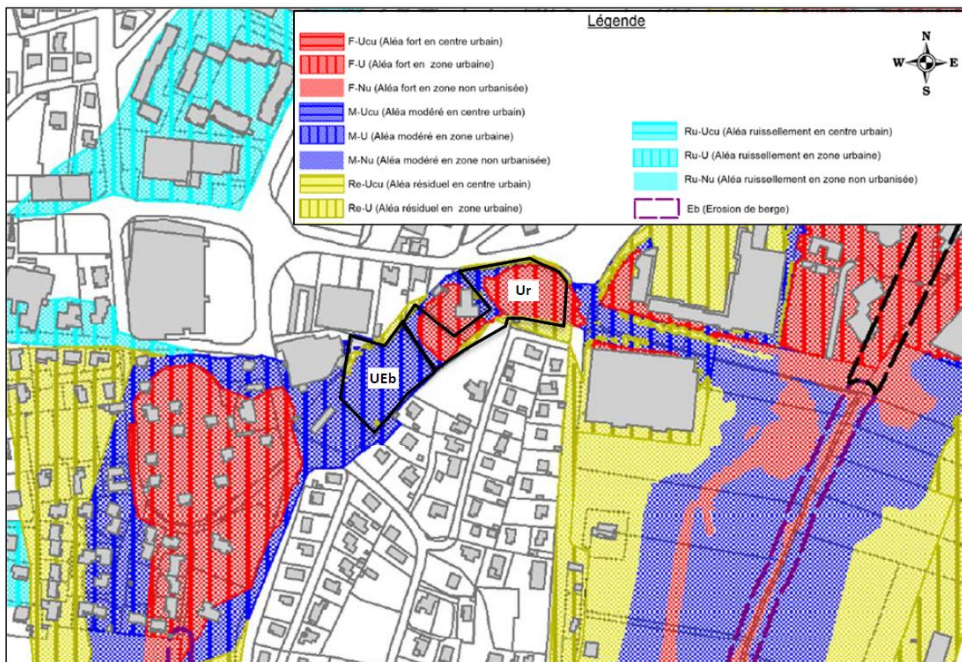 Légende
F-Ucu (Aléa fort en centre urbain)
F-U (Aléa fort en zone urbaine)
F-Nu (Aléa fort en zone non urbanisée)
M-Ucu (Aléa modéré en centre urbain)
M-U (Aléa modéré en zone urbaine)
M-Nu (Aléa modéré en zone non urbanisée)
Re-Ucu (Aléa résiduel en centre urbain)
Re-U (Aléa résiduel en zone urbaine)
Ru-Ucu (Aléa ruissellement en centre urbain)
Ru-U (Aléa ruissellement en zone urbaine)
Ru-Nu (Aléa ruissellement en zone non urbanisée)
Eb (Erosion de berge)
N
W E
S
Ur
UEb